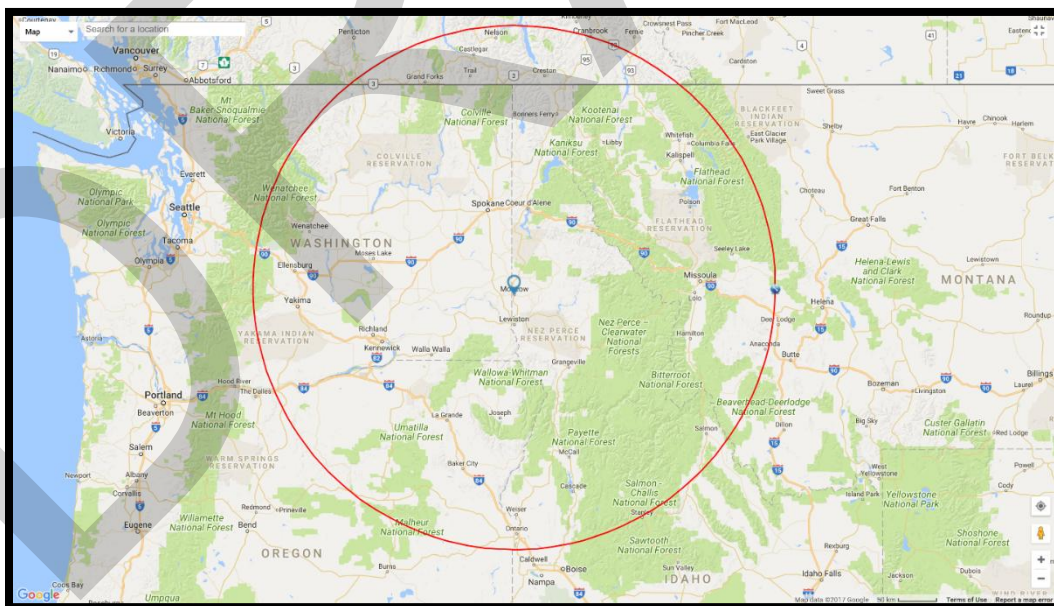 Courtenay
Penticton
Nelson
Cranbrook
Fernie
Crowsnest Pass
Fort MacLeod
Map
Search for a location
Pincher Creek
Vancouver
Castlegar
Nanaimo
Richmond
Surrey
Abbotsford
Grand Forks
Trail
Creston
Cardston
Sweet Grass
Mt
Baker-Snoqualmie
National Forest
Colville
National Forest
Bonners Ferry
Kootenai
National Forest
BLACKFEET
INDIAN
RESERVATION
Shelby
Havre
Chinook
Harlem
Victoria
Kaniksu
National Forest
Libby
Whitefish
Columbia Falls
East Glacier
Park Village
Kalispell
COLVILLE
RESERVATION
FORT BELK
RESERVAT
Everett
Flathead
National Forest
Olympic
National Park
Wenatchee
National Forest
Choteau
Fort Benton
Seattle
Spokane
Coeur d'Alene
Polson
Olympic
National Forest
Wenatchee
FLATHEAD
RESERVATION
Great Falls
Tacoma
WASHINGTON
Moses Lake
Seeley Lake
Olympia
Ellensburg
Helena-Lewis
and Clark
National Forest
Lewistown
Missoula
MONTANA
Moscow
Lolo
Yakima
Helena
Lewiston
Deer Lodge
Roundup
YAKAMA INDIAN
RESERVATION
Richland
NEZ PERCE
RESERVATION
Nez Perce -
Clearwater
National
Forests
Hamilton
Astoria
Kennewick
Walla Walla
Anaconda
Butte
Grangeville
Wallowa-Whitman
National Forest
Bitterroot
National Forest
Billings
Hood River
The Dalles
Bozeman
Livingston
Laurel
Portland
Beaverton
Beaverhead-Deerlodge
National Forest
Mt Hood
National Forest
La Grande
Joseph
Umatilla
National Forest
Payette
National Forest
Salmon
Dillon
Big Sky
Custer Gallatin
National Forest
Red Lodge
Salem
McCall
WARM SPRINGS
RESERVATION
Baker City
Newport
Albany
Cascade
Salmon -
Challis
National Forest
West
Yellowstone
Powell
Corvallis
Island Park
Yellowstone
National Park
Cody
Redmond
Prineville
Weiser
Stanley
Eugene
Willamette
National Forest
Bend
Malheur
National Forest
Ontario
Sawtooth
National Forest
Shoshone
National Forest
OREGON
Burns
Caldwell
Boise
Sun Valley
Rexburg
Coos Bay
Nampa
IDAHO
Idaho Falls
Jackson
Dubois
Google
Umpqua
Map data ©2017 Google
50 km
Terms of Use
Report a map error